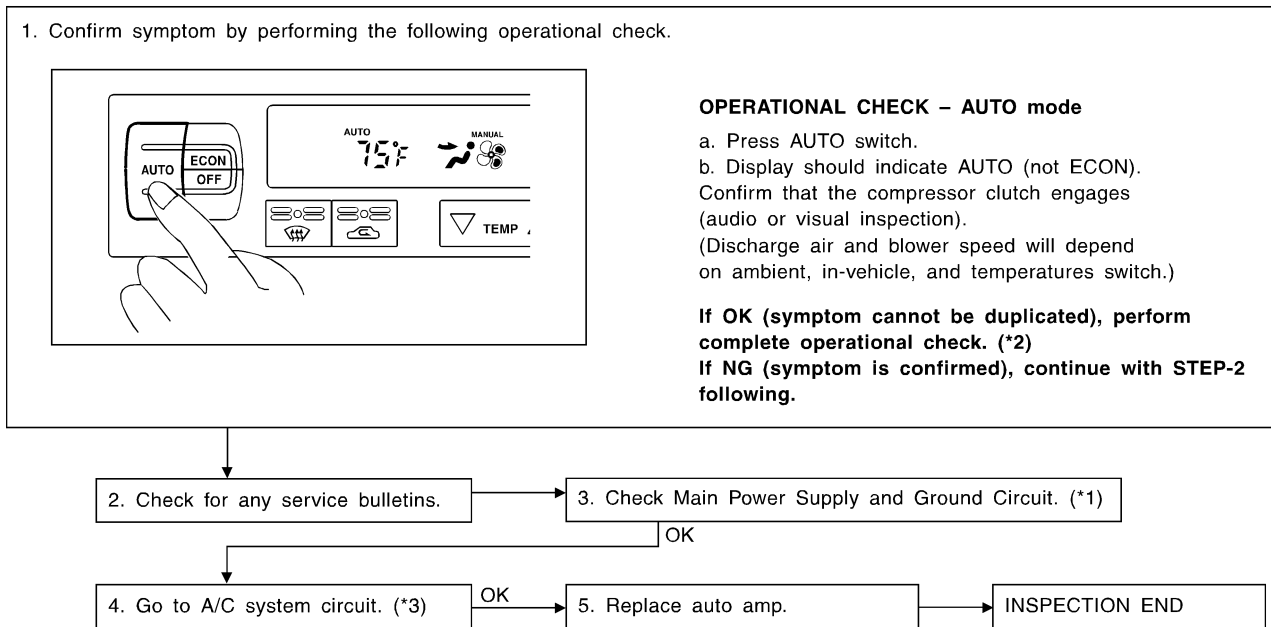 1. Confirm symptom by performing the following operational check.
AUTO
ECON
OFF
AUTO
75°F
MANUAL
TEMP
OPERATIONAL CHECK – AUTO mode
a. Press AUTO switch.
b. Display should indicate AUTO (not ECON).
Confirm that the compressor clutch engages
(audio or visual inspection).
(Discharge air and blower speed will depend
on ambient, in-vehicle, and temperatures switch.)
If OK (symptom cannot be duplicated), perform
complete operational check. (*2)
If NG (symptom is confirmed), continue with STEP-2
following.
2. Check for any service bulletins.
3. Check Main Power Supply and Ground Circuit. (*1)
OK
4. Go to A/C system circuit. (*3)
OK
5. Replace auto amp.
INSPECTION END